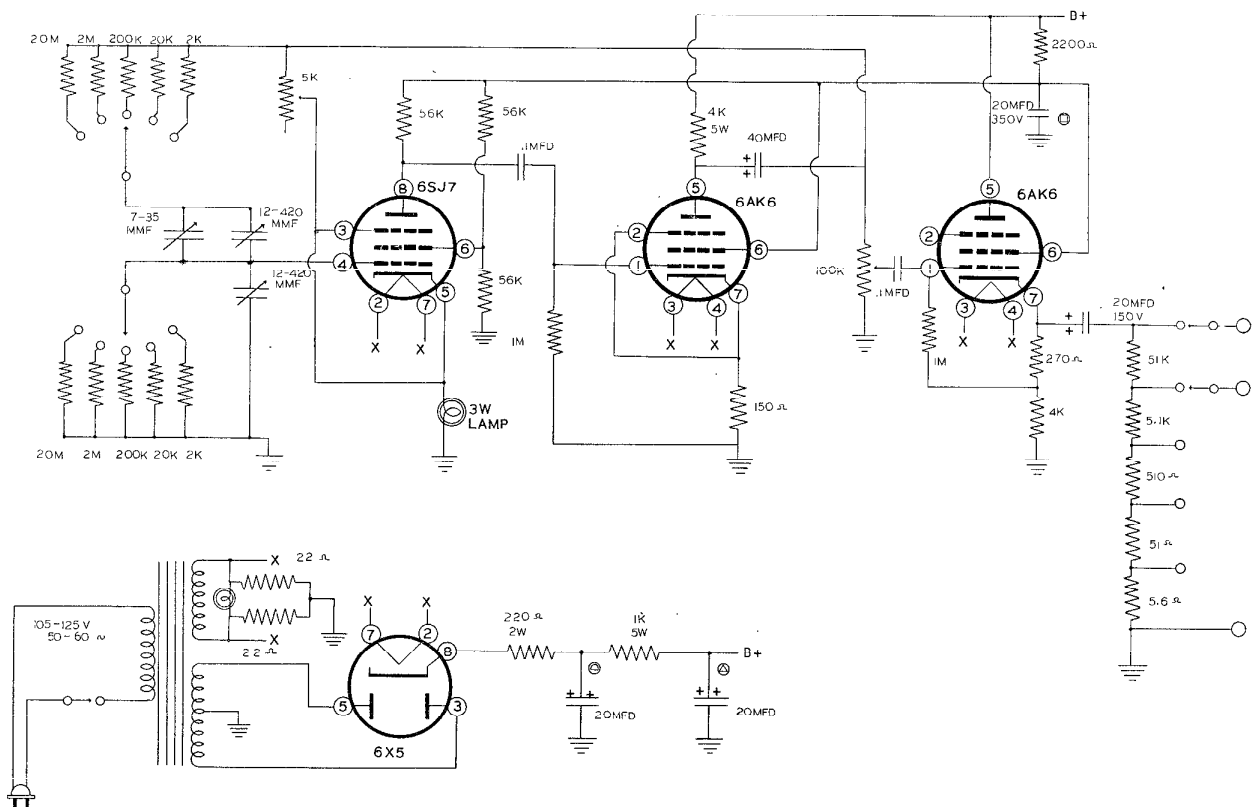 20M 2M 200K 20K 2K
5K
56K
56K
.1MFD
4K
5W
40MFD
B+
2200Ω
20MFD
350V
7-35
MMF
12-420
MMF
12-420
MMF
8
6SJ7
3
4
6
2
7
5
X X
56K
1M
3W
LAMP
5
6AK6
2
1
6
3
4
7
X X
150Ω
100K
.1MFD
5
6AK6
2
1
6
3
4
7
X X
1M
270Ω
4K
20MFD
150V
51K
5.1K
510Ω
51Ω
5.6Ω
20M 2M 200K 20K 2K
105-125V
50-60~
X 22Ω
X
22Ω
X X
7
2
8
5
3
6X5
220Ω
2W
1K
5W
B+
20MFD
20MFD